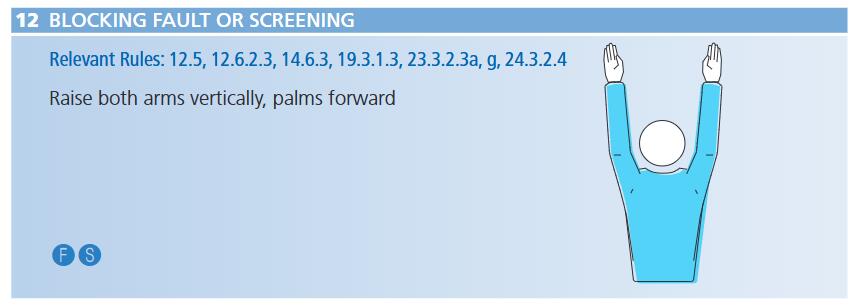 12 BLOCKING FAULT OR SCREENING
Relevant Rules: 12.5, 12.6.2.3, 14.6.3, 19.3.1.3, 23.3.2.3a, g, 24.3.2.4
Raise both arms vertically, palms forward
F S